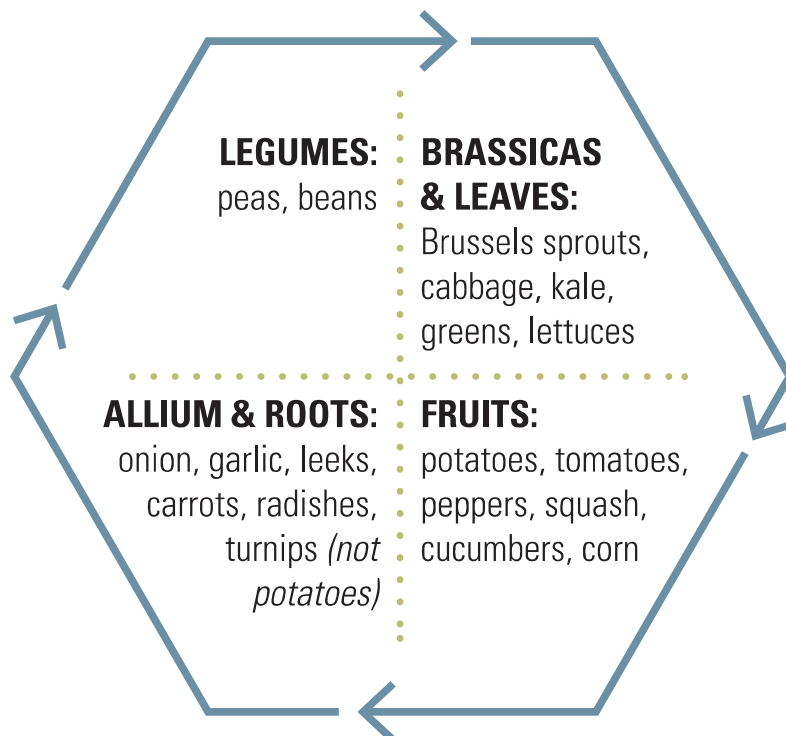 LEGUMES:
peas, beans
BRASSICAS
& LEAVES:
Brussels sprouts,
cabbage, kale,
greens, lettuces
ALLIUM & ROOTS:
onion, garlic, leeks,
carrots, radishes,
turnips (not
potatoes)
FRUITS:
potatoes, tomatoes,
peppers, squash,
cucumbers, corn